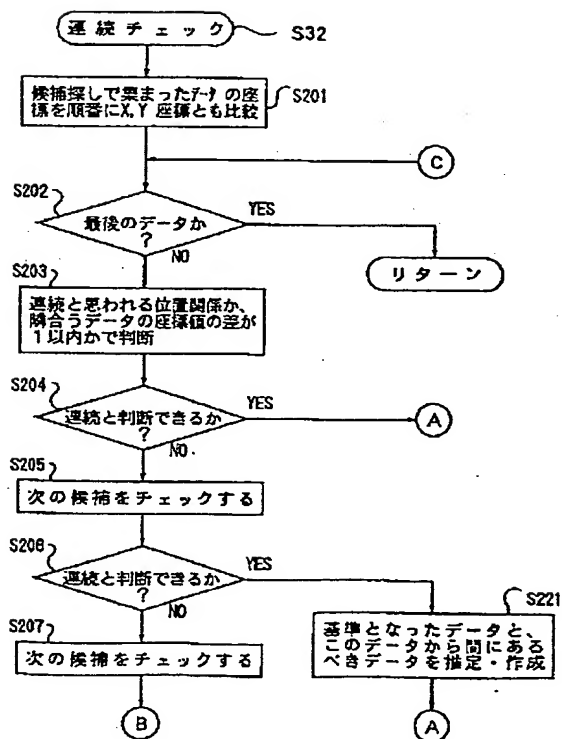 連続チェック
S32
候補探しで集まったデータの座
標を順番にX,Y 座標とも比較
S201
C
S202
最後のデータか
?
YES
NO
リターン
S203
連続と思われる位置関係か、
隣合うデータの座標値の差が
1以内かで判断
S204
連続と判断できるか
?
YES
NO.
A
S205
次の候補をチェックする
S206
連続と判断できるか
?
YES
NO
S221
基準となったデータと、
このデータから間にある
べきデータを推定・作成
S207
次の候補をチェックする
B
A